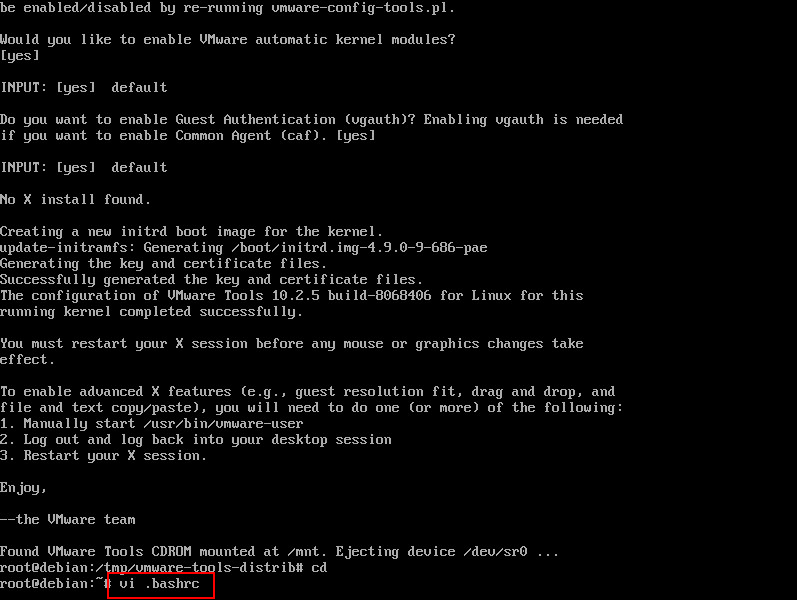 be enabled/disabled by re-running vmware-config-tools.pl.
Would you like to enable VMware automatic kernel modules?
[yes]
INPUT: [yes]  default
Do you want to enable Guest Authentication (vgauth)? Enabling vgauth is needed
if you want to enable Common Agent (caf). [yes]
INPUT: [yes]  default
No X install found.
Creating a new initrd boot image for the kernel.
update-initramfs: Generating /boot/initrd.img-4.9.0-9-686-pae
Generating the key and certificate files.
Successfully generated the key and certificate files.
The configuration of VMware Tools 10.2.5 build-8068406 for Linux for this
running kernel completed successfully.
You must restart your X session before any mouse or graphics changes take
effect.
To enable advanced X features (e.g., guest resolution fit, drag and drop, and
file and text copy/paste), you will need to do one (or more) of the following:
1. Manually start /usr/bin/vmware-user
2. Log out and log back into your desktop session
3. Restart your X session.
Enjoy,
--the VMware team
Found VMware Tools CDROM mounted at /mnt. Ejecting device /dev/sr0 ...
root@debian:/tmp/vmware-tools-distrib# cd
root@debian:~# vi .bashrc